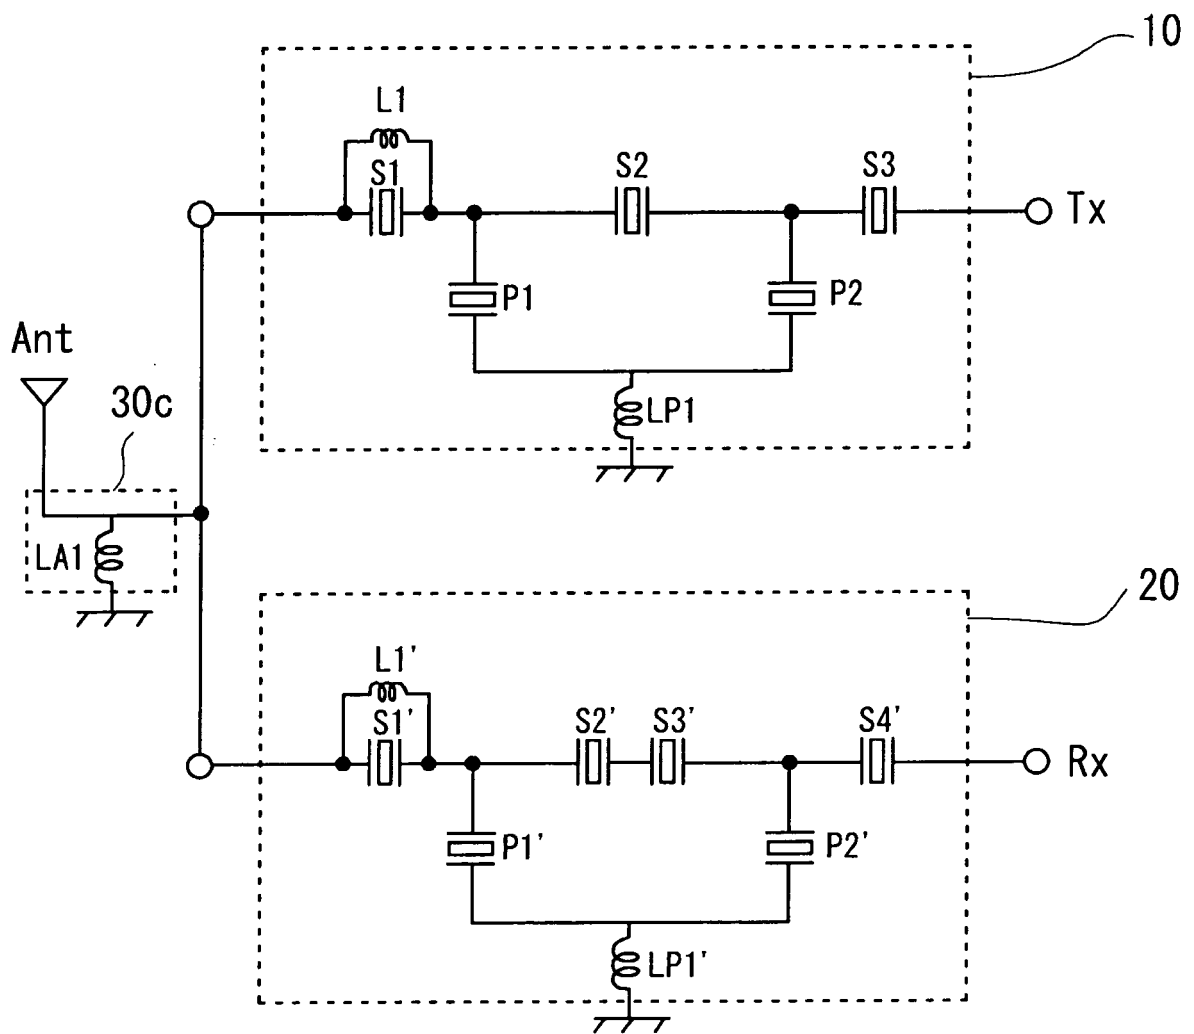 10
L1
S1
S2
S3
Tx
P1
P2
Ant
30c
LP1
LA1
20
L1'
S1'
S2'
S3'
S4'
Rx
P1'
P2'
LP1'